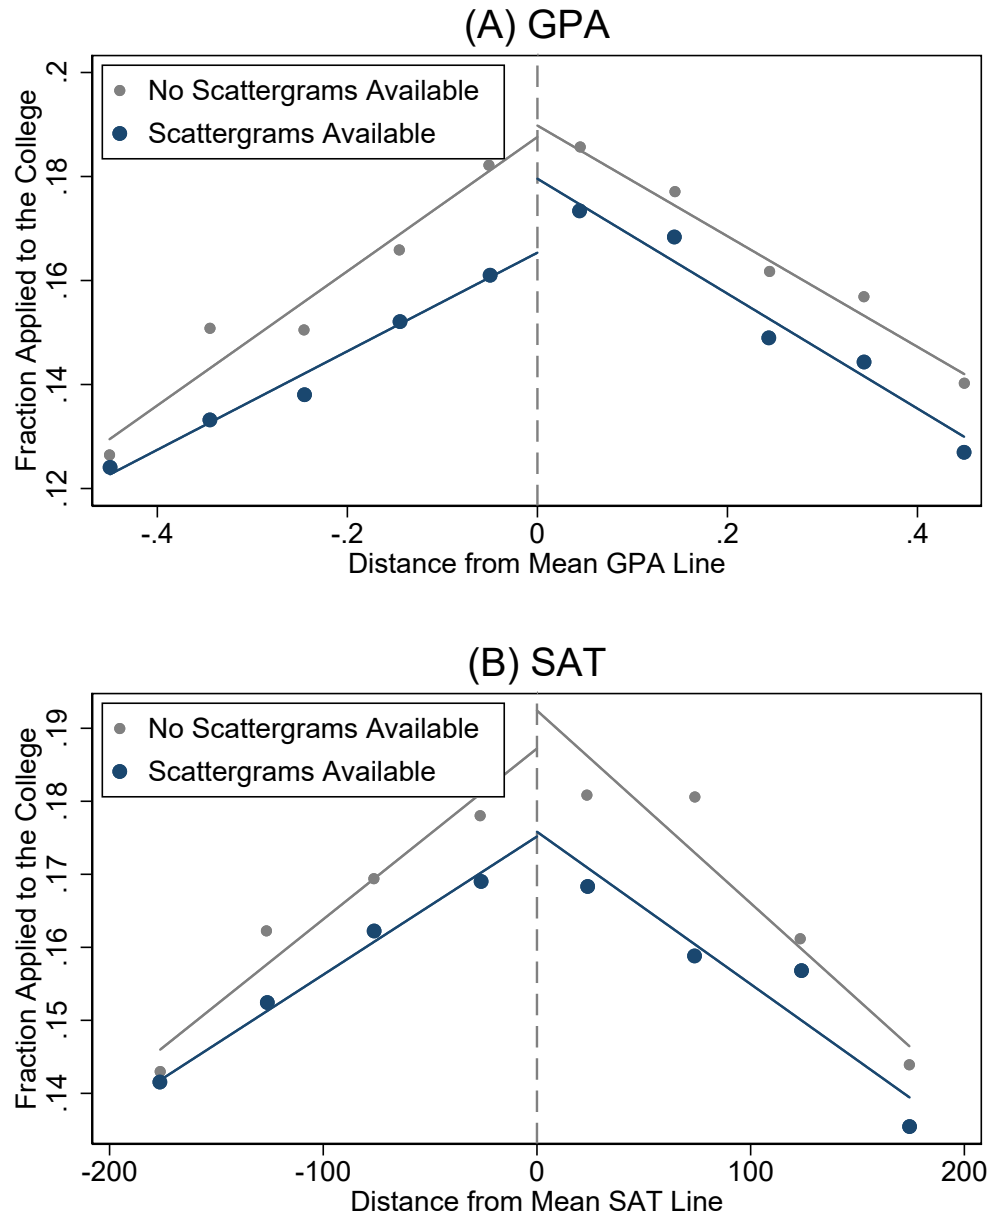 (A) GPA
Fraction Applied to the College
.2
.18
.16
.14
.12
No Scattergrams Available
Scattergrams Available
-.4
-.2
0
.2
.4
Distance from Mean GPA Line
(B) SAT
Fraction Applied to the College
.19
.18
.17
.16
.15
.14
No Scattergrams Available
Scattergrams Available
-200
-100
0
100
200
Distance from Mean SAT Line